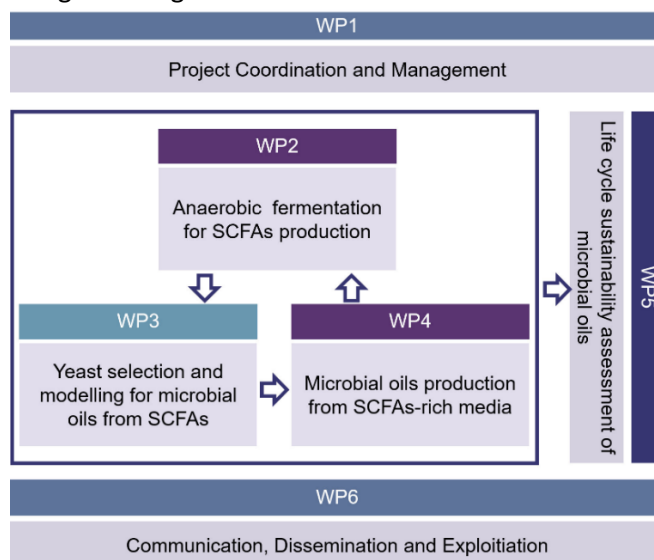 WP1
Project Coordination and Management
WP2
Anaerobic fermentation
for SCFAs production
WP3
Yeast selection and
modelling for microbial
oils from SCFAs
WP4
Microbial oils production
from SCFAs-rich media
Life cycle sustainability assessment of
microbial oils
WP5
WP6
Communication, Dissemination and Exploitiation